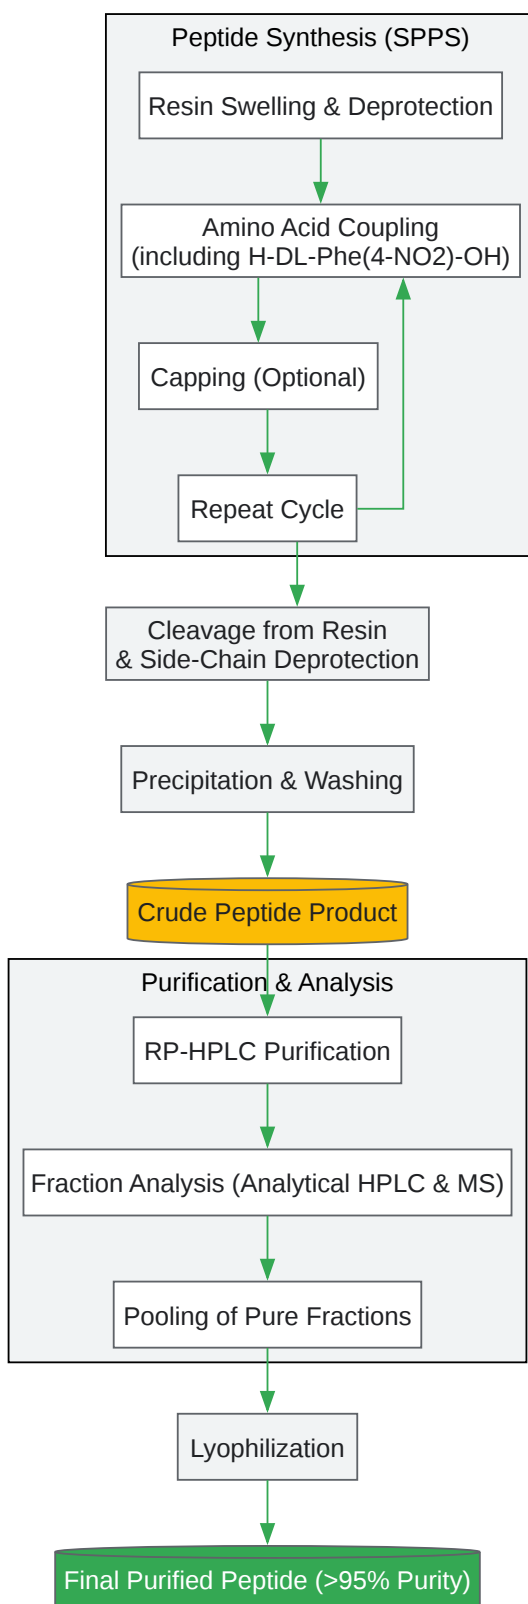 Peptide Synthesis (SPPS)
Resin Swelling & Deprotection
Amino Acid Coupling
(including H-DL-Phe(4-NO2)-OH)
Capping (Optional)
Repeat Cycle
Cleavage from Resin
& Side-Chain Deprotection
Precipitation & Washing
Crude Peptide Product
Purification & Analysis
RP-HPLC Purification
Fraction Analysis (Analytical HPLC & MS)
Pooling of Pure Fractions
Lyophilization
Final Purified Peptide (>95% Purity)